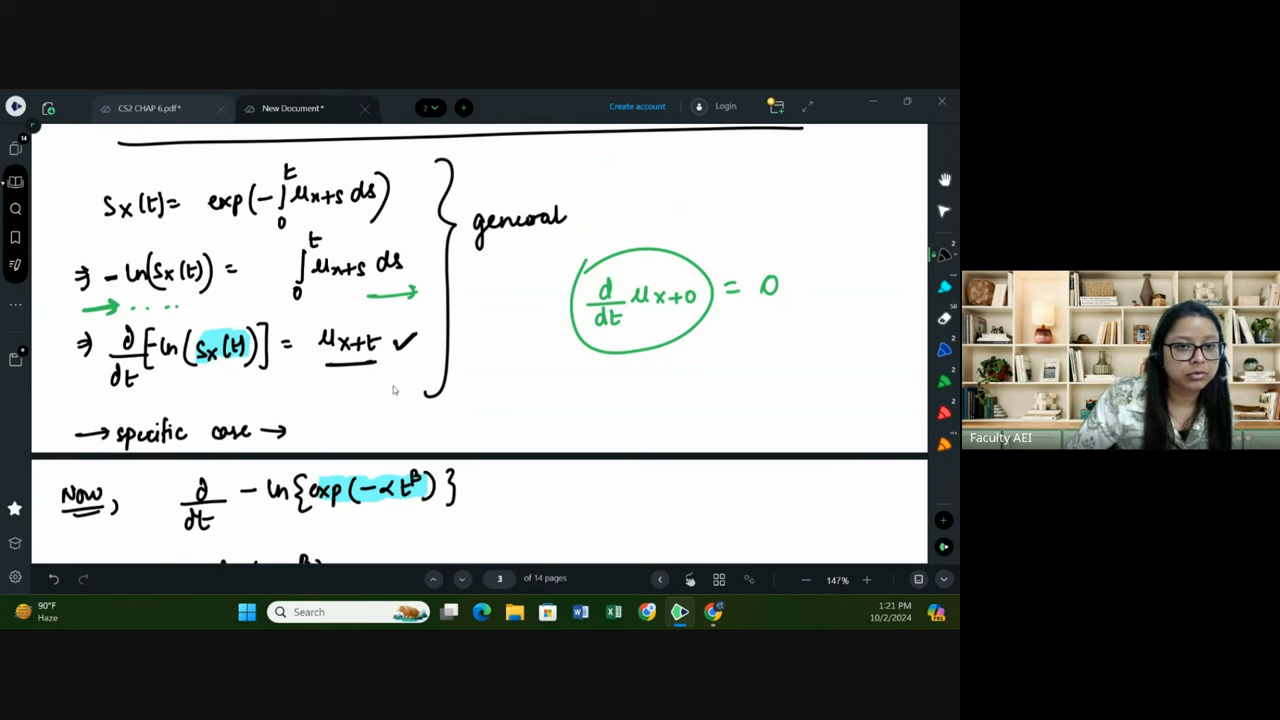 CS2 CHAP 6.pdf*
New Document*
2
Create account
Login
14
Sx(t) = exp(-∫₀ᵗ μx+s ds)
⇒ -ln(Sx(t)) = ∫₀ᵗ μx+s ds
⇒ d/dt [-ln(Sx(t))] = μx+t ✓
} general
d/dt μx+0 = 0
→ specific case →
Now, d/dt - ln{exp(-αt^β)}
Faculty AEI
3 of 14 pages
147%
90°F
Haze
Search
1:21 PM
10/2/2024